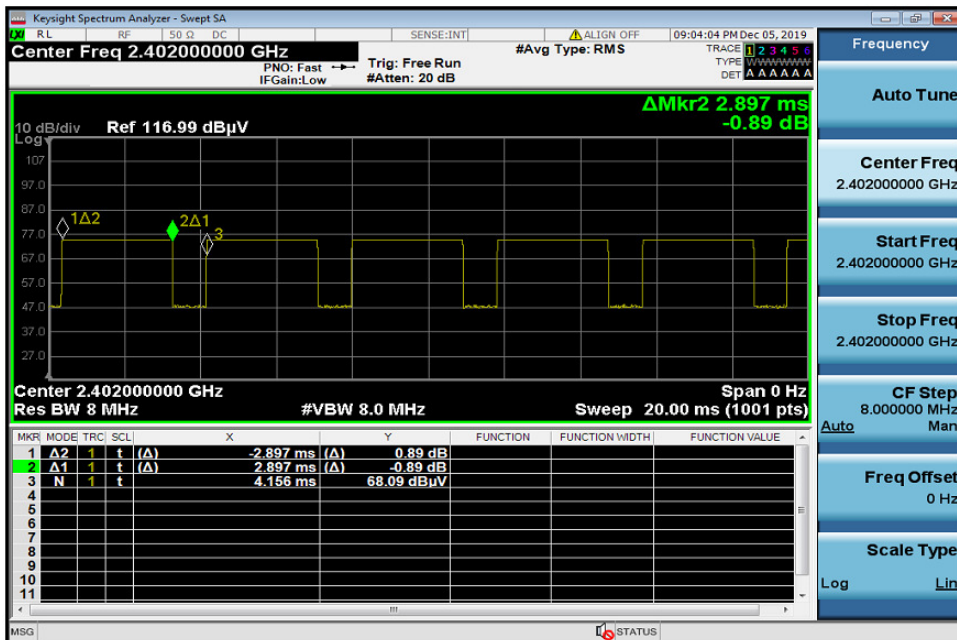 Keysight Spectrum Analyzer - Swept SA
LXI RL RF 50 Ω DC SENSE:INT ALIGN OFF 09:04:04 PM Dec 05, 2019
Center Freq 2.402000000 GHz #Avg Type: RMS TRACE 1 2 3 4 5 6
PNO: Fast Trig: Free Run TYPE WWWWWW
IFGain:Low #Atten: 20 dB DET A A A A A A
ΔMkr2 2.897 ms
10 dB/div Ref 116.99 dBµV -0.89 dB
Log
107
97.0
87.0
77.0
67.0
57.0
47.0
37.0
27.0
1Δ2
2Δ1
3
Center 2.402000000 GHz Span 0 Hz
Res BW 8 MHz #VBW 8.0 MHz Sweep 20.00 ms (1001 pts)
MKR MODE TRC SCL X Y FUNCTION FUNCTION WIDTH FUNCTION VALUE
1 Δ2 1 t (Δ) -2.897 ms (Δ) 0.89 dB
2 Δ1 1 t (Δ) 2.897 ms (Δ) -0.89 dB
3 N 1 t 4.156 ms 68.09 dBµV
4
5
6
7
8
9
10
11
MSG STATUS
Frequency
Auto Tune
Center Freq
2.402000000 GHz
Start Freq
2.402000000 GHz
Stop Freq
2.402000000 GHz
CF Step
8.000000 MHz
Auto Man
Freq Offset
0 Hz
Scale Type
Log Lin